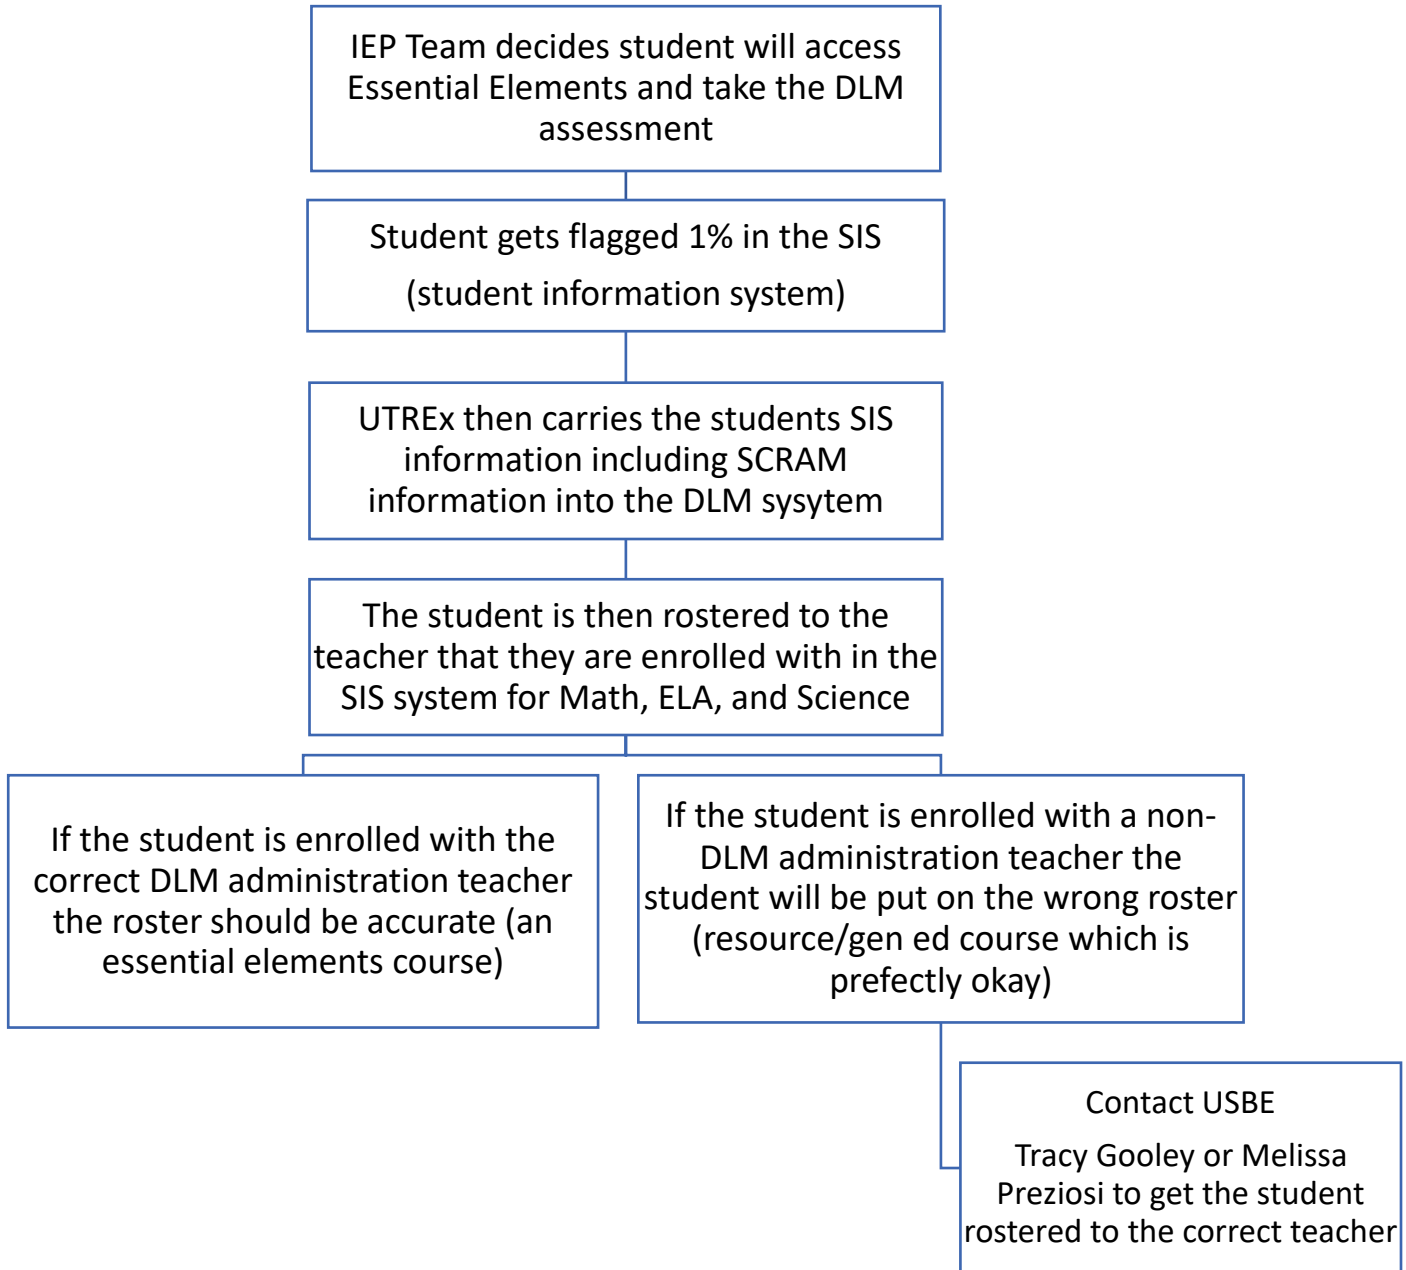 IEP Team decides student will access
Essential Elements and take the DLM
assessment
Student gets flagged 1% in the SIS
(student information system)
UTREx then carries the students SIS
information including SCRAM
information into the DLM sysytem
The student is then rostered to the
teacher that they are enrolled with in the
SIS system for Math, ELA, and Science
If the student is enrolled with the
correct DLM administration teacher
the roster should be accurate (an
essential elements course)
If the student is enrolled with a non-
DLM administration teacher the
student will be put on the wrong roster
(resource/gen ed course which is
prefectly okay)
Contact USBE
Tracy Gooley or Melissa
Preziosi to get the student
rostered to the correct teacher